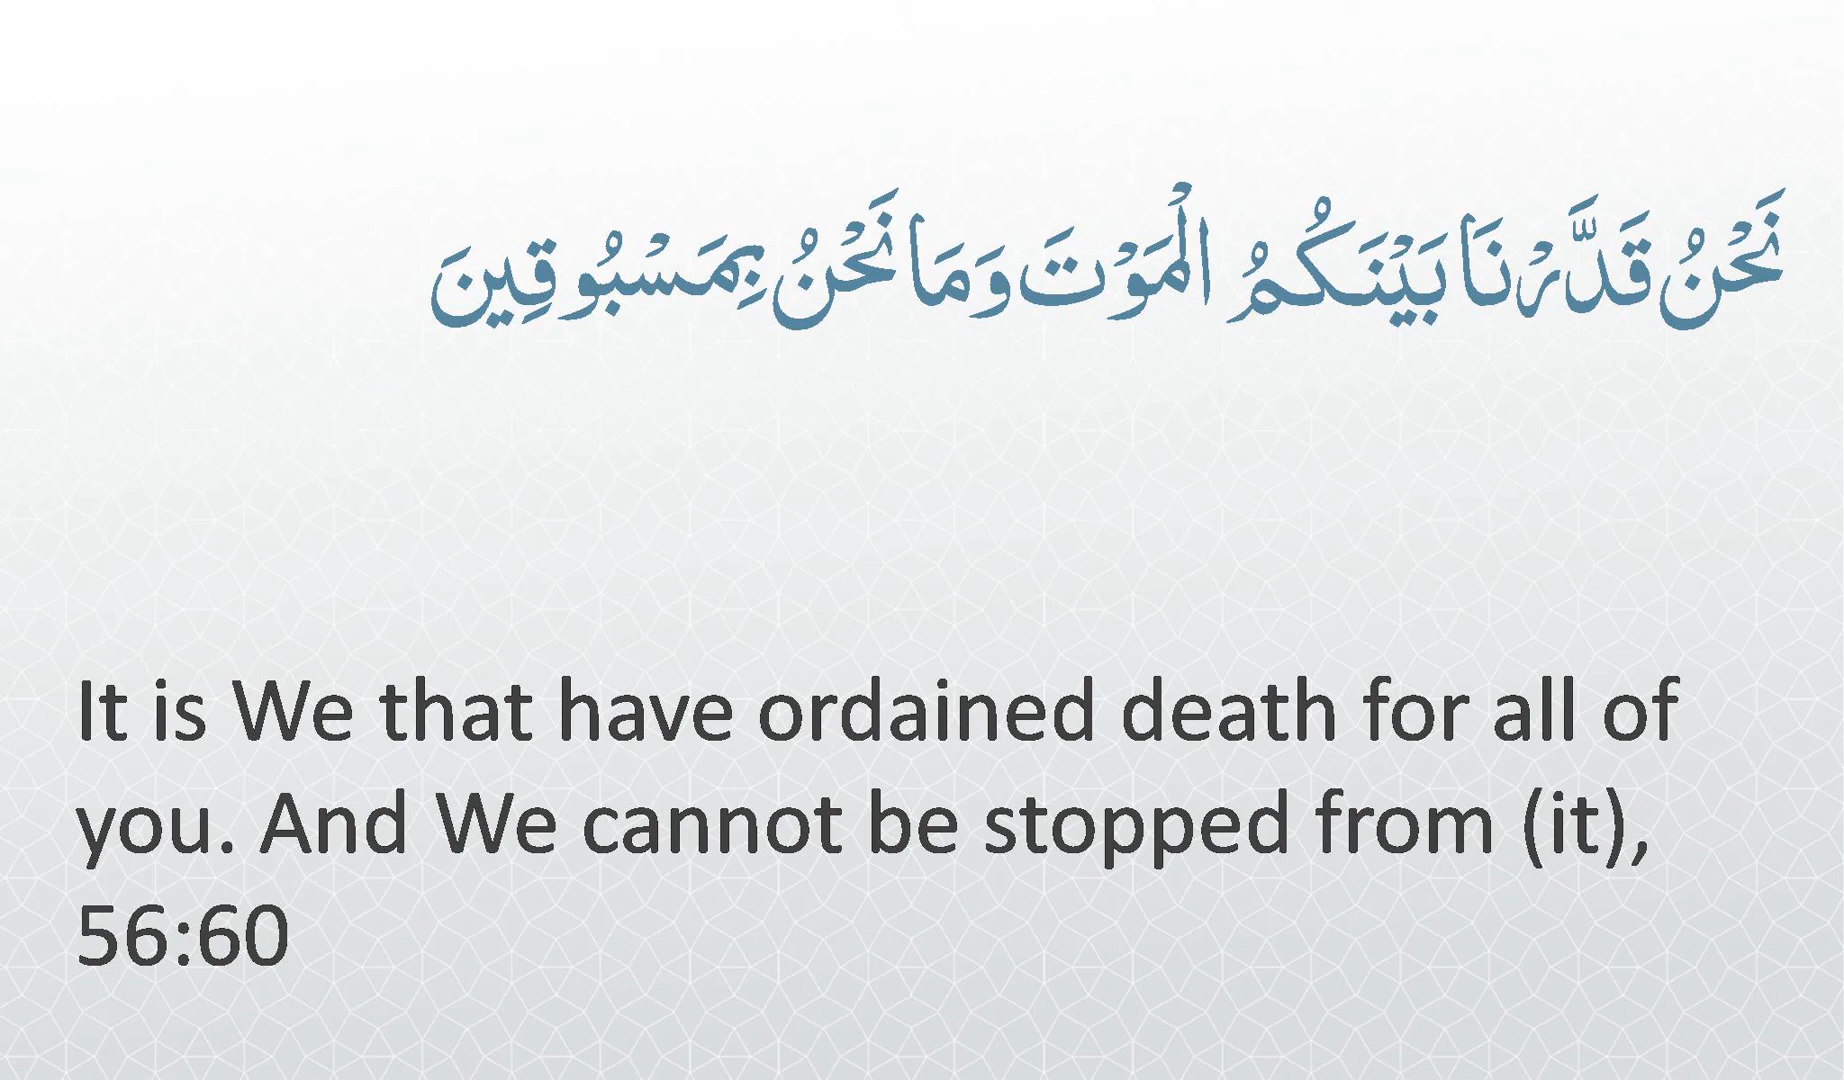 نَحْنُ قَدَّرْنَا بَيْنَكُمُ الْمَوْتَ وَمَا نَحْنُ بِمَسْبُوقِينَ
It is We that have ordained death for all of
you. And We cannot be stopped from (it),
56:60